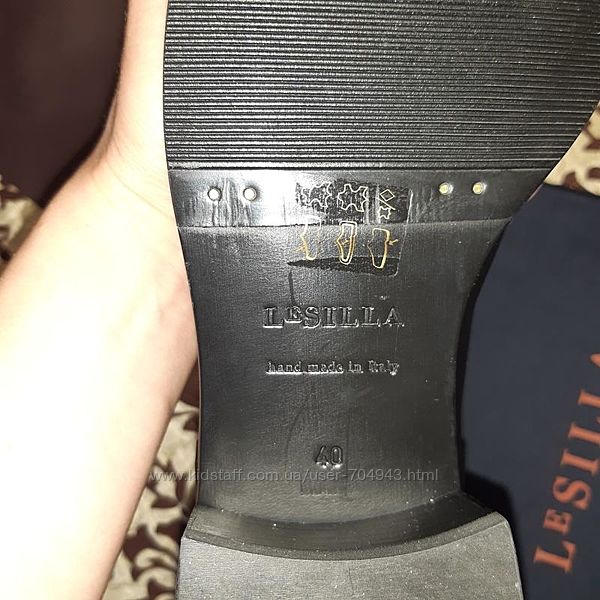 LESILLA
hand made in Italy
40
www.kidstaff.com.ua/user-704943.html
LESILLA